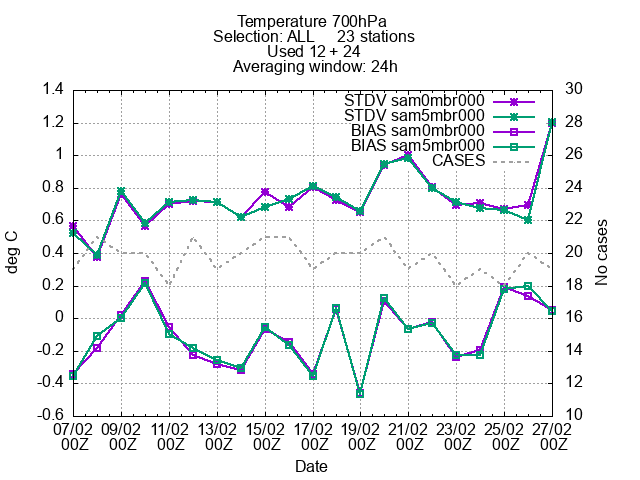 Temperature 700hPa
Selection: ALL 23 stations
Used 12 + 24
Averaging window: 24h
STDV sam0mbr000
STDV sam5mbr000
BIAS sam0mbr000
BIAS sam5mbr000
CASES
1.4
1.2
1
0.8
0.6
0.4
0.2
0
-0.2
-0.4
-0.6
deg C
30
28
26
24
22
20
18
16
14
12
10
No cases
07/02 09/02 11/02 13/02 15/02 17/02 19/02 21/02 23/02 25/02 27/02
00Z 00Z 00Z 00Z 00Z 00Z 00Z 00Z 00Z 00Z 00Z
Date